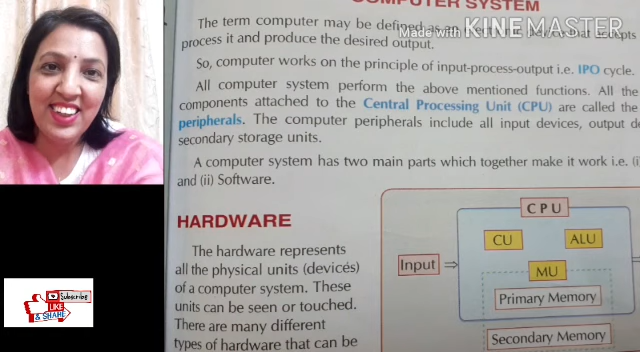 COMPUTER SYSTEM
The term computer may be defined as an
Made with KINEMASTER
process it and produce the desired output.
So, computer works on the principle of input-process-output i.e. IPO cycle.
All computer system perform the above mentioned functions. All the
components attached to the Central Processing Unit (CPU) are called the
peripherals. The computer peripherals include all input devices, output de
secondary storage units.
A computer system has two main parts which together make it work i.e. (i)
and (ii) Software.
HARDWARE
The hardware represents
all the physical units (devices)
of a computer system. These
units can be seen or touched.
There are many different
types of hardware that can be
CPU
CU
ALU
Input
MU
Primary Memory
Secondary Memory
Subscribe
LIKE
& SHARE